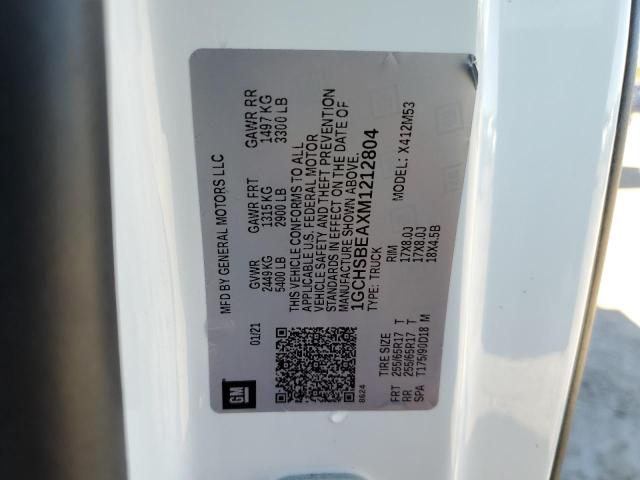 GM
01/21
MFD BY GENERAL MOTORS LLC
GVWR GAWR FRT GAWR RR
2449 KG 1315 KG 1497 KG
5400 LB 2900 LB 3300 LB
THIS VEHICLE CONFORMS TO ALL
APPLICABLE U.S. FEDERAL MOTOR
VEHICLE SAFETY AND THEFT PREVENTION
STANDARDS IN EFFECT ON THE DATE OF
MANUFACTURE SHOWN ABOVE.
1GCHSBEAXM1212804
8624
TYPE: TRUCK MODEL: X412M53
TIRE SIZE RIM
FRT 255/65R17 T 17X8.0J
RR 255/65R17 T 17X8.0J
SPA T175/90D18 M 18X4.5B